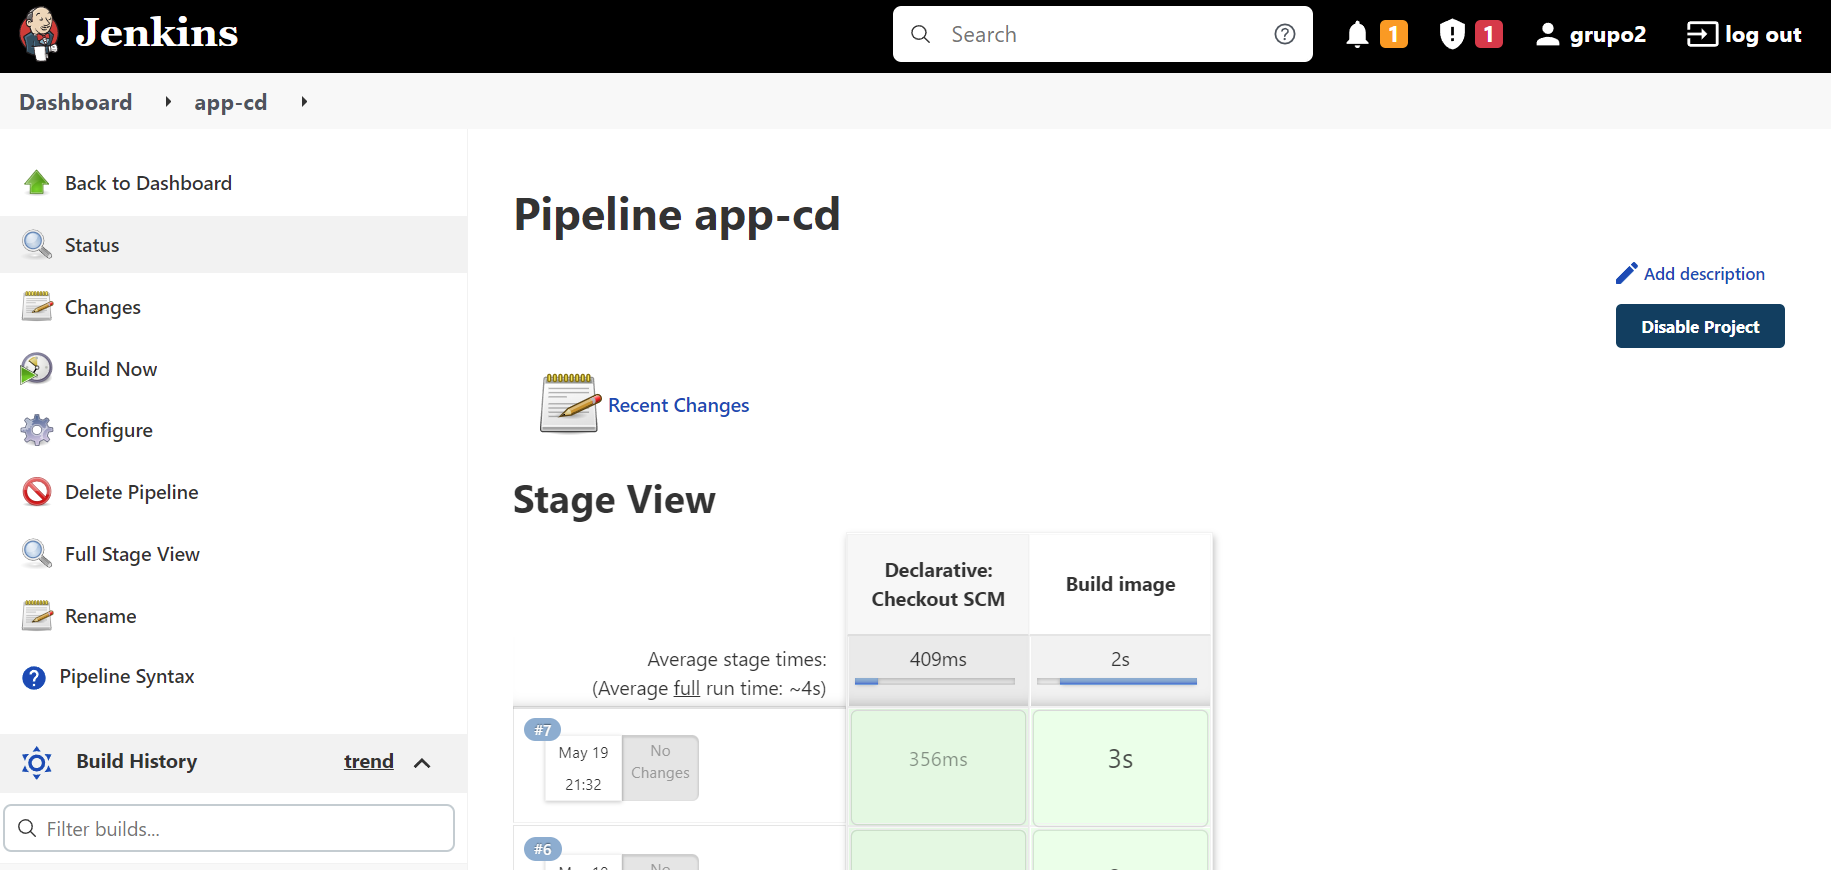 Jenkins
Search
1
1
grupo2
log out
Dashboard
app-cd
Back to Dashboard
Status
Changes
Build Now
Configure
Delete Pipeline
Full Stage View
Rename
Pipeline Syntax
Build History
trend
Filter builds...
Pipeline app-cd
Add description
Disable Project
Recent Changes
Stage View
Declarative:
Checkout SCM
Build image
Average stage times:
(Average full run time: ~4s)
409ms
2s
#7
May 19
21:32
No
Changes
356ms
3s
#6
No